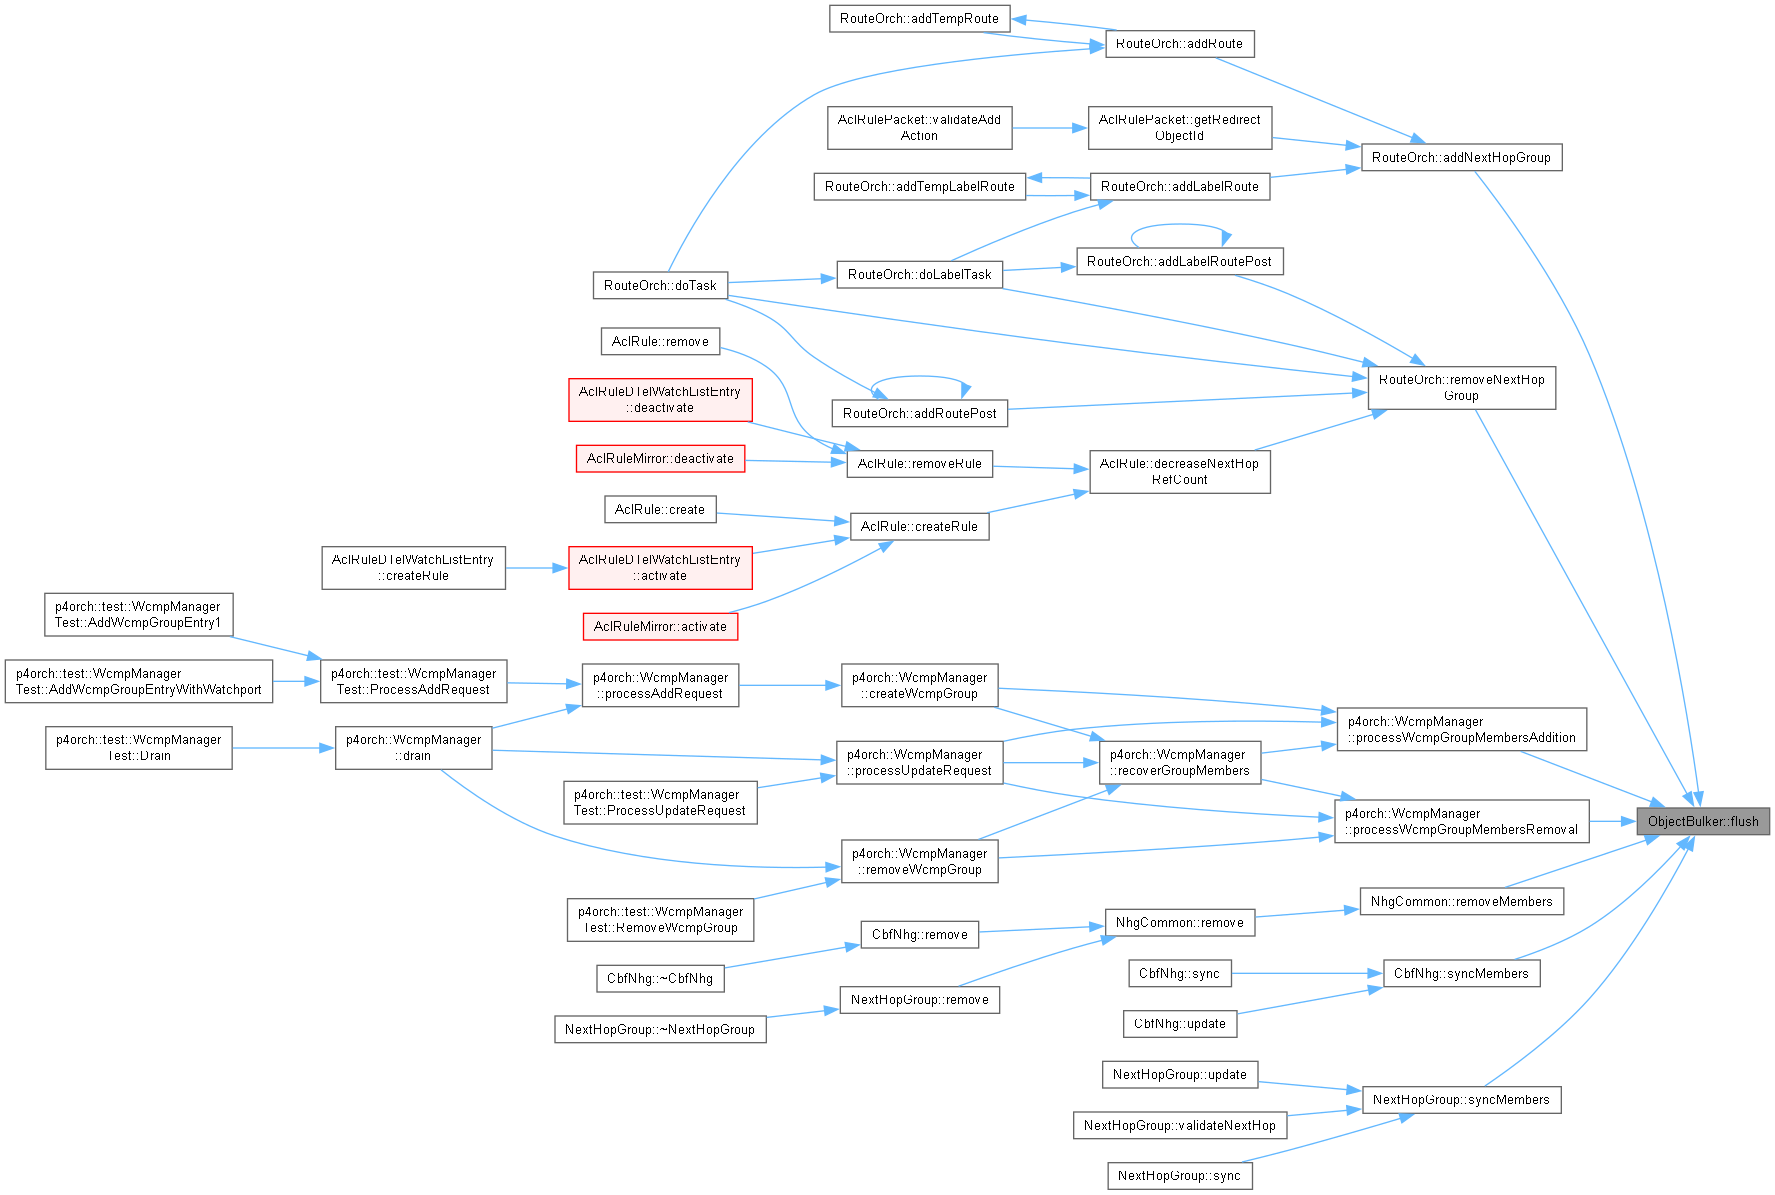 RouteOrch::addTempRoute
RouteOrch::addRoute
AclRulePacket::validateAdd
Action
AclRulePacket::getRedirect
ObjectId
RouteOrch::addNextHopGroup
RouteOrch::addTempLabelRoute
RouteOrch::addLabelRoute
RouteOrch::addLabelRoutePost
RouteOrch::doLabelTask
RouteOrch::doTask
AclRule::remove
RouteOrch::removeNextHop
Group
AclRuleDTelWatchListEntry
::deactivate
RouteOrch::addRoutePost
AclRuleMirror::deactivate
AclRule::removeRule
AclRule::decreaseNextHop
RefCount
AclRule::create
AclRule::createRule
AclRuleDTelWatchListEntry
::createRule
AclRuleDTelWatchListEntry
::activate
AclRuleMirror::activate
p4orch::test::WcmpManager
Test::AddWcmpGroupEntry1
p4orch::test::WcmpManager
Test::AddWcmpGroupEntryWithWatchport
p4orch::test::WcmpManager
Test::ProcessAddRequest
p4orch::WcmpManager
::processAddRequest
p4orch::WcmpManager
::createWcmpGroup
p4orch::test::WcmpManager
Test::Drain
p4orch::WcmpManager
::drain
p4orch::WcmpManager
::processUpdateRequest
p4orch::WcmpManager
::recoverGroupMembers
p4orch::WcmpManager
::processWcmpGroupMembersAddition
p4orch::test::WcmpManager
Test::ProcessUpdateRequest
p4orch::WcmpManager
::processWcmpGroupMembersRemoval
ObjectBulker::flush
p4orch::WcmpManager
::removeWcmpGroup
p4orch::test::WcmpManager
Test::RemoveWcmpGroup
NhgCommon::removeMembers
NhgCommon::remove
CbfNhg::remove
CbfNhg::~CbfNhg
CbfNhg::sync
CbfNhg::syncMembers
NextHopGroup::remove
NextHopGroup::~NextHopGroup
CbfNhg::update
NextHopGroup::update
NextHopGroup::syncMembers
NextHopGroup::validateNextHop
NextHopGroup::sync